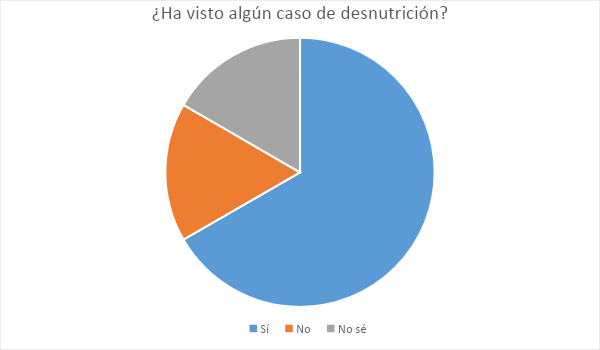 ¿Ha visto algún caso de desnutrición?
Sí No No sé